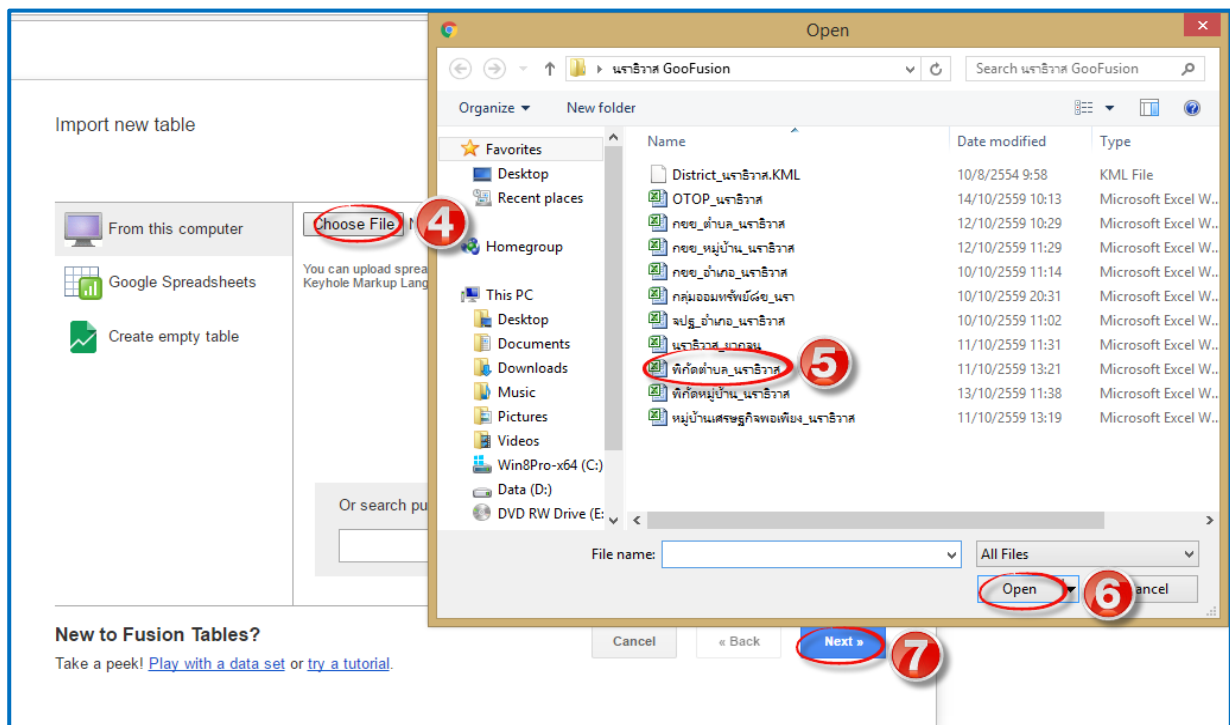 Open
นราธิวาส GooFusion
Search นราธิวาส GooFusion
Organize
New folder
Import new table
Favorites
Desktop
Recent places
Homegroup
This PC
Desktop
Documents
Downloads
Music
Pictures
Videos
Win8Pro-x64 (C:)
Data (D:)
DVD RW Drive (E:
Name Date modified Type
District_นราธิวาส.KML 10/8/2554 9:58 KML File
OTOP_นราธิวาส 14/10/2559 10:13 Microsoft Excel W...
กขข_ตำบล_นราธิวาส 12/10/2559 10:29 Microsoft Excel W...
กขข_หมู่บ้าน_นราธิวาส 12/10/2559 11:29 Microsoft Excel W...
กขข_อำเภอ_นราธิวาส 10/10/2559 11:14 Microsoft Excel W...
กลุ่มออมทรัพย์๘ข_นรา 10/10/2559 20:31 Microsoft Excel W...
จปฐ_อำเภอ_นราธิวาส 10/10/2559 11:02 Microsoft Excel W...
นราธิวาส_ยากจน 11/10/2559 11:31 Microsoft Excel W...
พิกัดตำบล_นราธิวาส 11/10/2559 13:21 Microsoft Excel W...
พิกัดหมู่บ้าน_นราธิวาส 13/10/2559 11:38 Microsoft Excel W...
หมู่บ้านเศรษฐกิจพอเพียง_นราธิวาส 11/10/2559 13:19 Microsoft Excel W...
From this computer
Google Spreadsheets
Create empty table
Choose File N
4
You can upload sprea
Keyhole Markup Lang
5
Or search pu
File name:
All Files
Open
6
ancel
New to Fusion Tables?
Take a peek! Play with a data set or try a tutorial.
Cancel
« Back
Next »
7